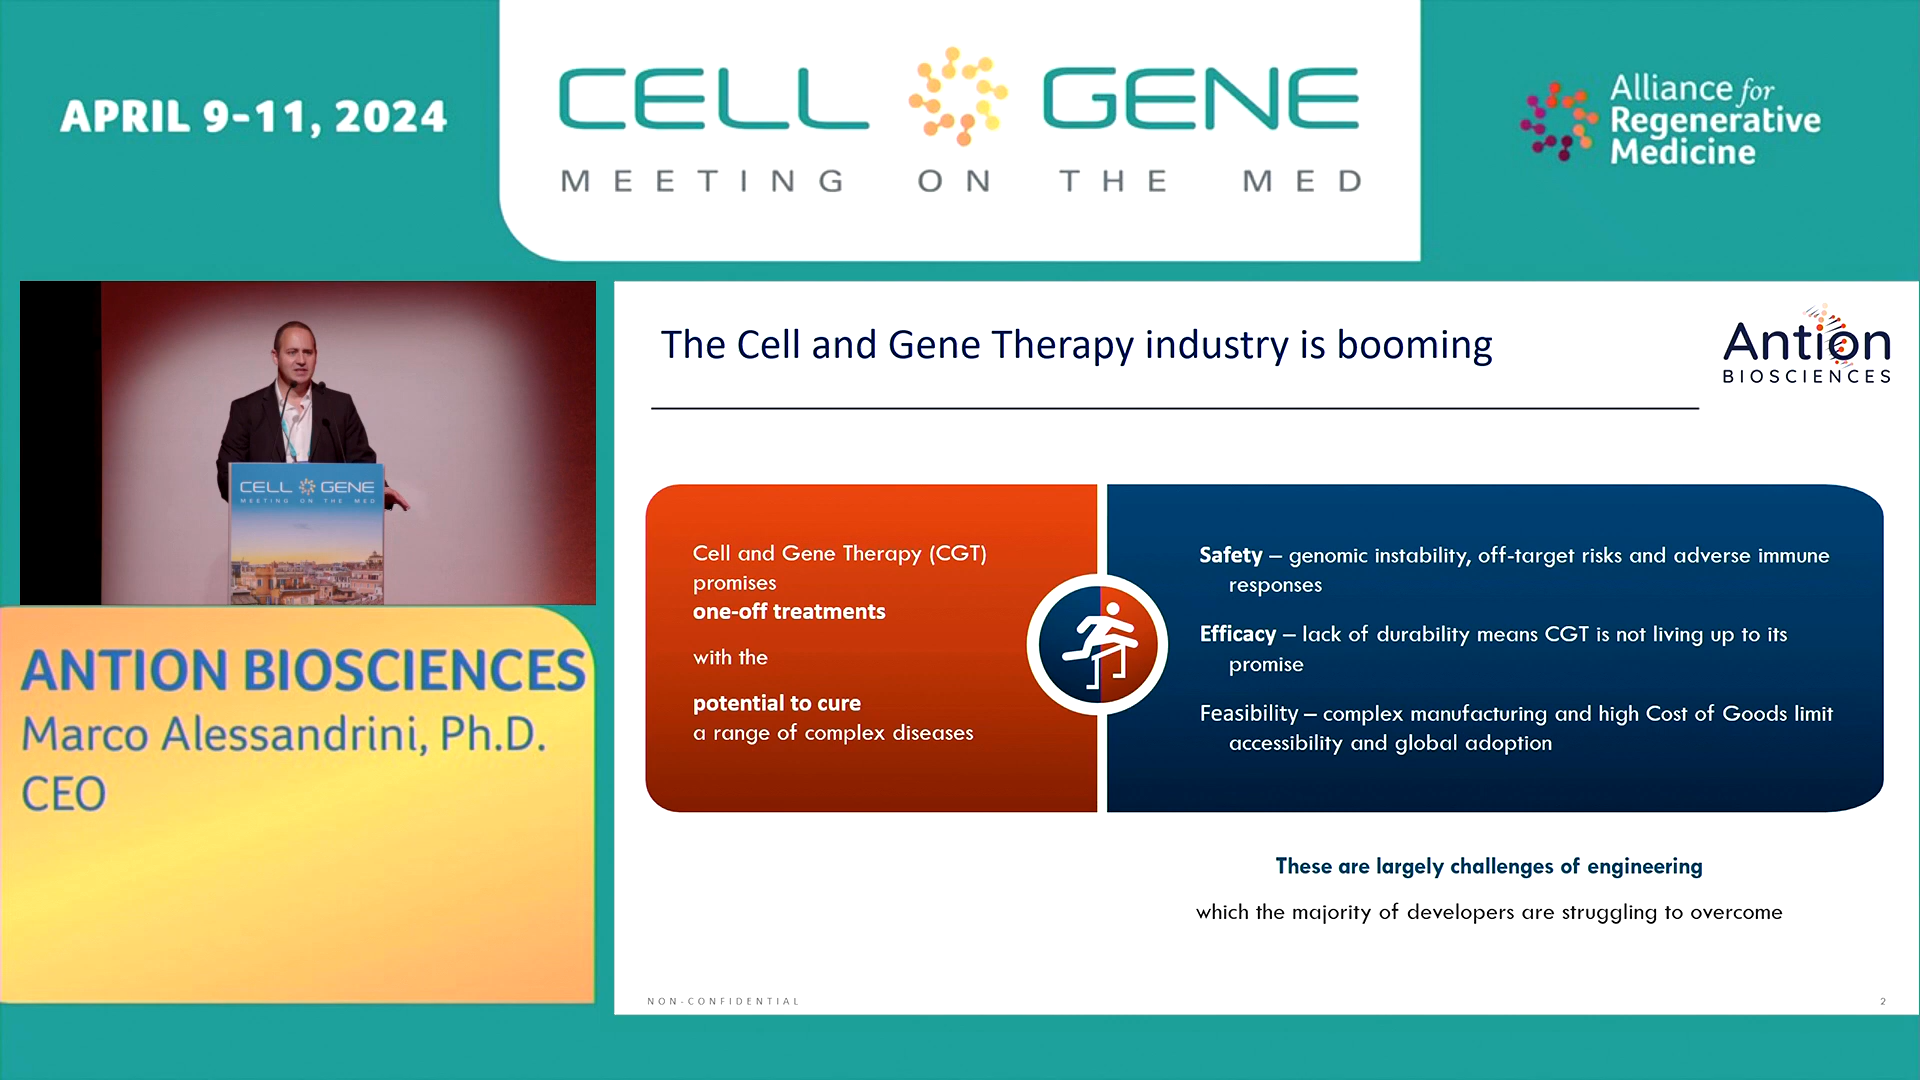 APRIL 9-11, 2024
CELL GENE
MEETING ON THE MED
Alliance for
Regenerative
Medicine
CELL GENE
MEETING ON THE MED
ANTION BIOSCIENCES
Marco Alessandrini, Ph.D.
CEO
The Cell and Gene Therapy industry is booming
Antion
BIOSCIENCES
Cell and Gene Therapy (CGT)
promises
one-off treatments
with the
potential to cure
a range of complex diseases
Safety – genomic instability, off-target risks and adverse immune
responses
Efficacy – lack of durability means CGT is not living up to its
promise
Feasibility – complex manufacturing and high Cost of Goods limit
accessibility and global adoption
These are largely challenges of engineering
which the majority of developers are struggling to overcome
NON-CONFIDENTIAL
2